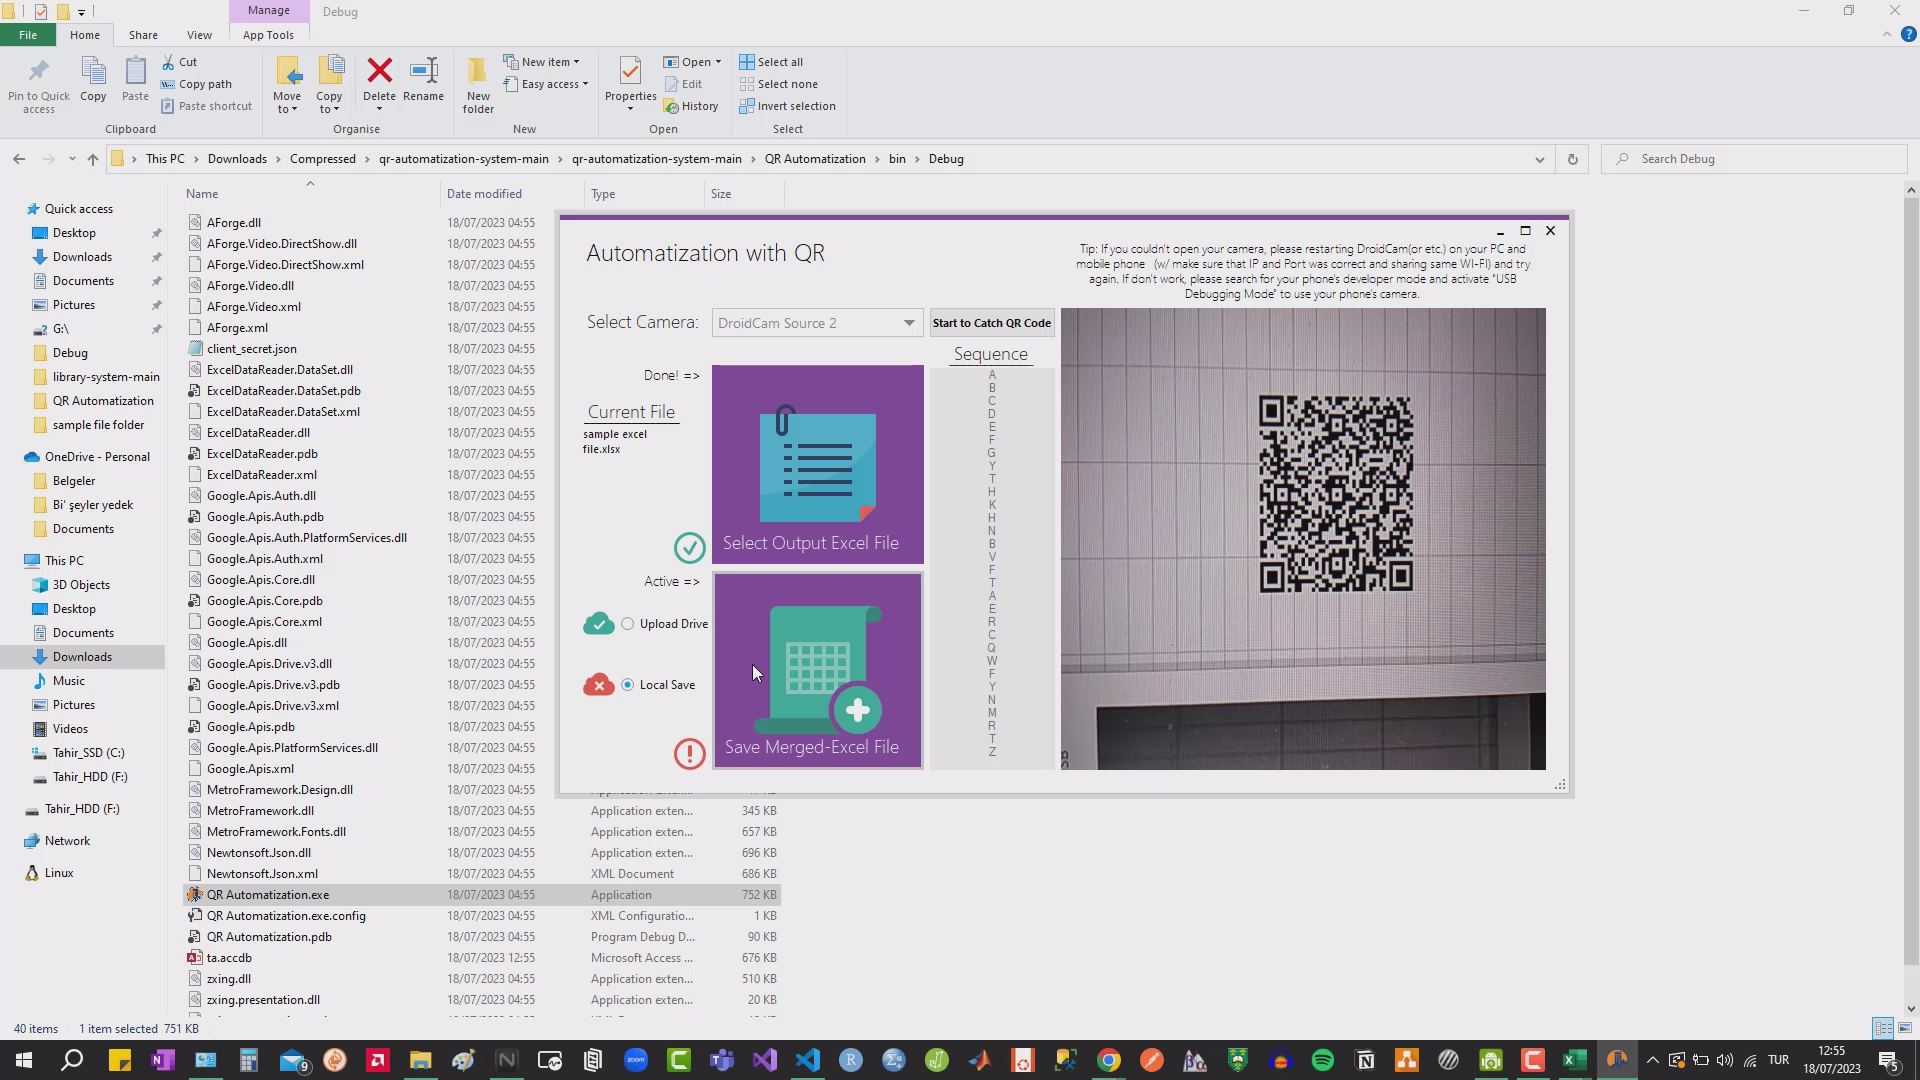 Manage
Debug
File
Home
Share
View
App Tools
Pin to Quick access
Copy
Paste
Cut
Copy path
Paste shortcut
Clipboard
Move to
Copy to
Delete
Rename
Organise
New folder
New item
Easy access
New
Properties
Open
Edit
History
Open
Select all
Select none
Invert selection
Select
This PC
Downloads
Compressed
qr-automatization-system-main
qr-automatization-system-main
QR Automatization
bin
Debug
Search Debug
Quick access
Desktop
Downloads
Documents
Pictures
G:\
Debug
library-system-main
QR Automatization
sample file folder
OneDrive - Personal
Belgeler
Bi' şeyler yedek
Documents
This PC
3D Objects
Desktop
Documents
Downloads
Music
Pictures
Videos
Tahir_SSD (C:)
Tahir_HDD (F:)
Tahir_HDD (F:)
Network
Linux
Name Date modified Type Size
AForge.dll 18/07/2023 04:55
AForge.Video.DirectShow.dll 18/07/2023 04:55
AForge.Video.DirectShow.xml 18/07/2023 04:55
AForge.Video.dll 18/07/2023 04:55
AForge.Video.xml 18/07/2023 04:55
AForge.xml 18/07/2023 04:55
client_secret.json 18/07/2023 04:55
ExcelDataReader.DataSet.dll 18/07/2023 04:55
ExcelDataReader.DataSet.pdb 18/07/2023 04:55
ExcelDataReader.DataSet.xml 18/07/2023 04:55
ExcelDataReader.dll 18/07/2023 04:55
ExcelDataReader.pdb 18/07/2023 04:55
ExcelDataReader.xml 18/07/2023 04:55
Google.Apis.Auth.dll 18/07/2023 04:55
Google.Apis.Auth.pdb 18/07/2023 04:55
Google.Apis.Auth.PlatformServices.dll 18/07/2023 04:55
Google.Apis.Auth.xml 18/07/2023 04:55
Google.Apis.Core.dll 18/07/2023 04:55
Google.Apis.Core.pdb 18/07/2023 04:55
Google.Apis.Core.xml 18/07/2023 04:55
Google.Apis.dll 18/07/2023 04:55
Google.Apis.Drive.v3.dll 18/07/2023 04:55
Google.Apis.Drive.v3.pdb 18/07/2023 04:55
Google.Apis.Drive.v3.xml 18/07/2023 04:55
Google.Apis.pdb 18/07/2023 04:55
Google.Apis.PlatformServices.dll 18/07/2023 04:55
Google.Apis.xml 18/07/2023 04:55
MetroFramework.Design.dll 18/07/2023 04:55
MetroFramework.dll 18/07/2023 04:55 Application exten... 345 KB
MetroFramework.Fonts.dll 18/07/2023 04:55 Application exten... 657 KB
Newtonsoft.Json.dll 18/07/2023 04:55 Application exten... 696 KB
Newtonsoft.Json.xml 18/07/2023 04:55 XML Document 686 KB
QR Automatization.exe 18/07/2023 04:55 Application 752 KB
QR Automatization.exe.config 18/07/2023 04:55 XML Configuratio... 1 KB
QR Automatization.pdb 18/07/2023 04:55 Program Debug D... 90 KB
ta.accdb 18/07/2023 12:55 Microsoft Access ... 676 KB
zxing.dll 18/07/2023 04:55 Application exten... 510 KB
zxing.presentation.dll 18/07/2023 04:55 Application exten... 20 KB
Automatization with QR
Tip: If you couldn't open your camera, please restarting DroidCam(or etc.) on your PC and
mobile phone (w/ make sure that IP and Port was correct and sharing same WI-FI) and try
again. If don't work, please search for your phone's developer mode and activate "USB
Debugging Mode" to use your phone's camera.
Select Camera:
DroidCam Source 2
Start to Catch QR Code
Done! =>
Current File
sample excel
file.xlsx
Select Output Excel File
Active =>
Upload Drive
Local Save
Save Merged-Excel File
Sequence
A
B
C
D
E
F
G
Y
T
H
K
H
N
B
V
F
T
A
E
R
C
Q
W
F
Y
N
M
R
T
Z
40 items 1 item selected 751 KB
9
zoom
TUR
12:55
18/07/2023
5